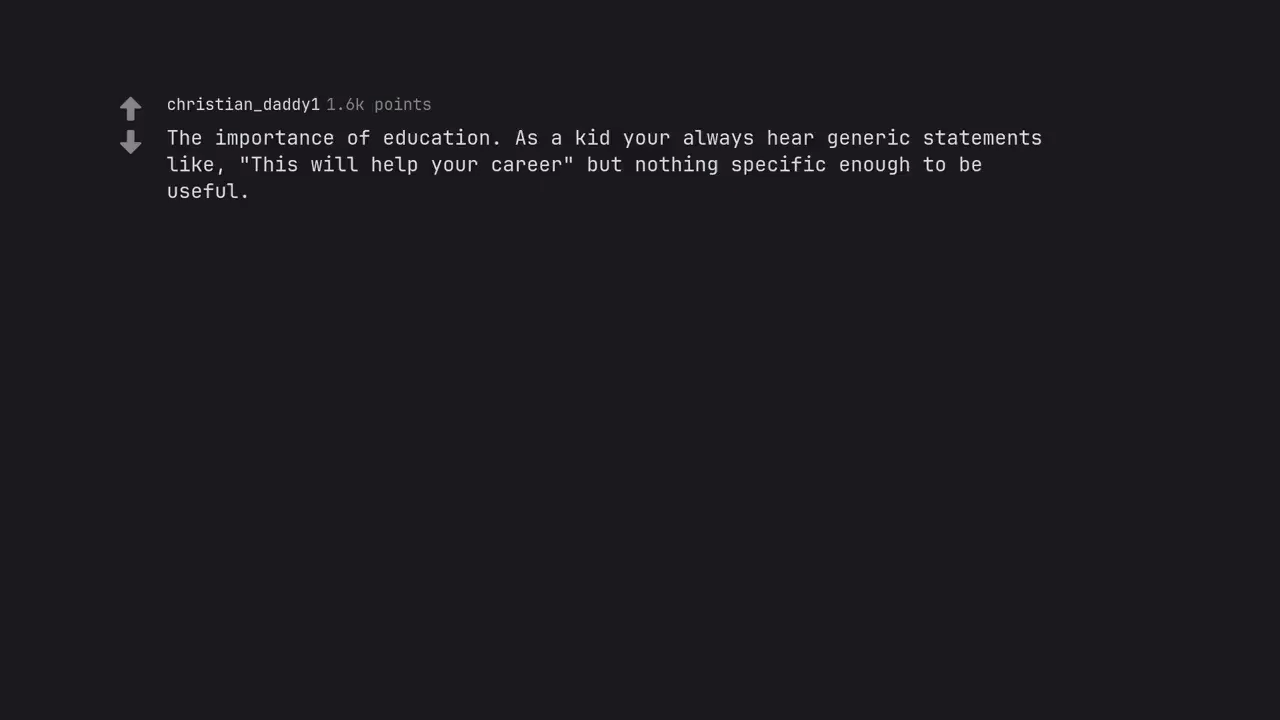 christian_daddy1 1.6k points
The importance of education. As a kid your always hear generic statements
like, "This will help your career" but nothing specific enough to be
useful.